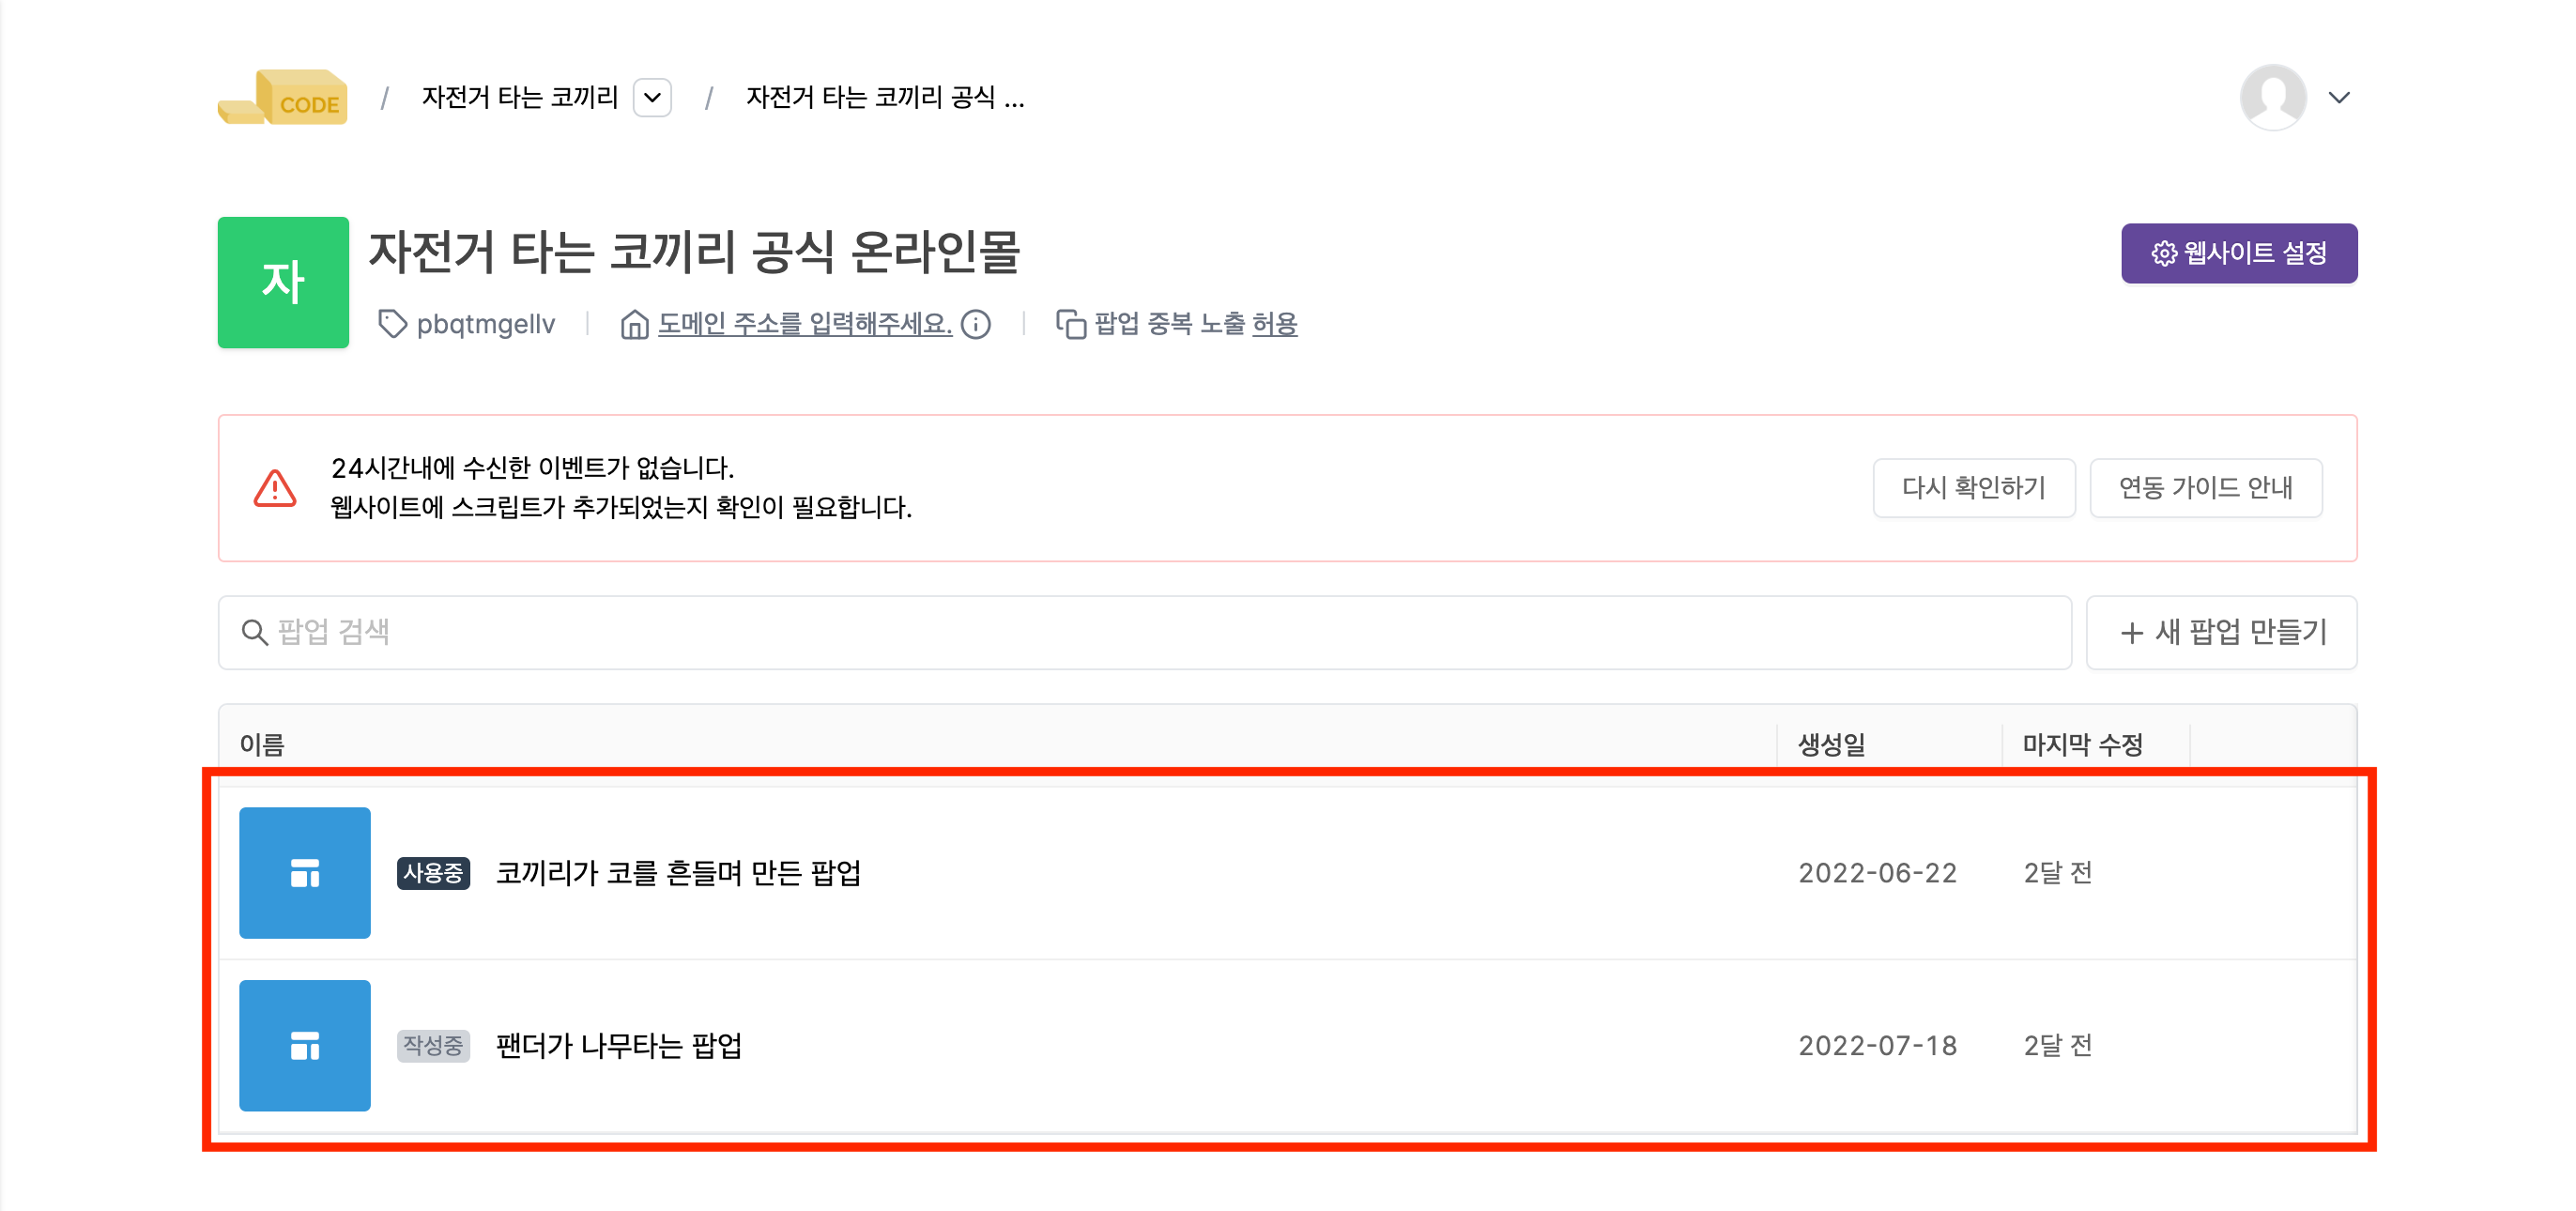 CODE / 자전거 타는 코끼리 / 자전거 타는 코끼리 공식 ...
자
자전거 타는 코끼리 공식 온라인몰
웹사이트 설정
pbqtmgellv 도메인 주소를 입력해주세요. 팝업 중복 노출 허용
24시간내에 수신한 이벤트가 없습니다.
웹사이트에 스크립트가 추가되었는지 확인이 필요합니다.
다시 확인하기 연동 가이드 안내
팝업 검색 + 새 팝업 만들기
이름 생성일 마지막 수정
사용중 코끼리가 코를 흔들며 만든 팝업 2022-06-22 2달 전
작성중 팬더가 나무타는 팝업 2022-07-18 2달 전